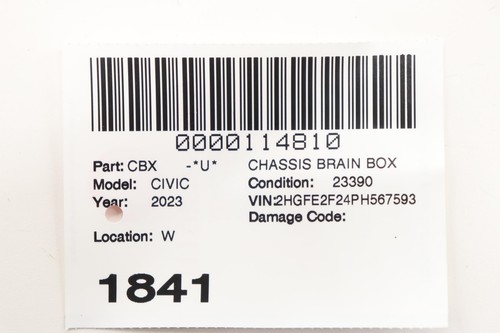 0000114810
Part: CBX -*U* CHASSIS BRAIN BOX
Model: CIVIC Condition: 23390
Year: 2023 VIN:2HGFE2F24PH567593
Damage Code:
Location: W
1841